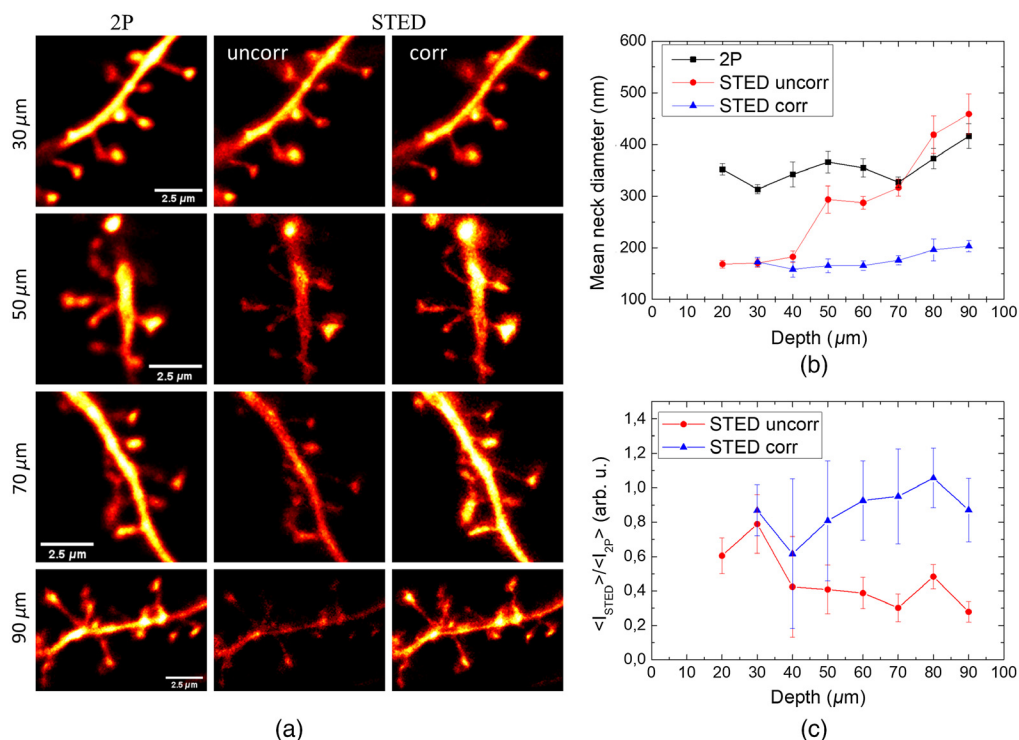 2P
STED
uncorr
corr
30 µm
2.5 µm
50 µm
2.5 µm
70 µm
2.5 µm
90 µm
2.5 µm
(a)
600
500
400
300
200
100
Mean neck diameter (nm)
2P
STED uncorr
STED corr
0 10 20 30 40 50 60 70 80 90 100
Depth (µm)
(b)
1,4
1,2
1,0
0,8
0,6
0,4
0,2
0,0
<I_STED>/<I_2P> (arb. u.)
STED uncorr
STED corr
0 10 20 30 40 50 60 70 80 90 100
Depth (µm)
(c)